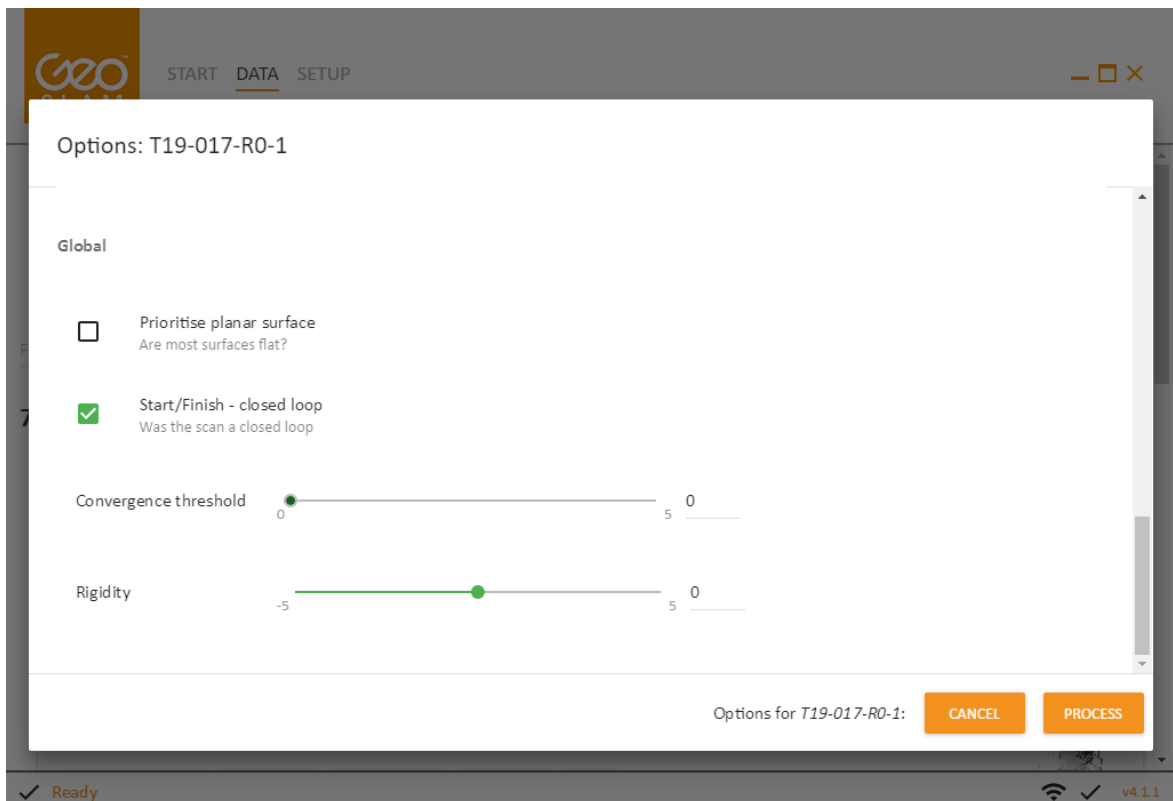 Geo
SLAM
START DATA SETUP
Options: T19-017-R0-1
Global
Prioritise planar surface
Are most surfaces flat?
Start/Finish - closed loop
Was the scan a closed loop
Convergence threshold 0 5 0
Rigidity -5 5 0
Options for T19-017-R0-1: CANCEL PROCESS
Ready v4.1.1